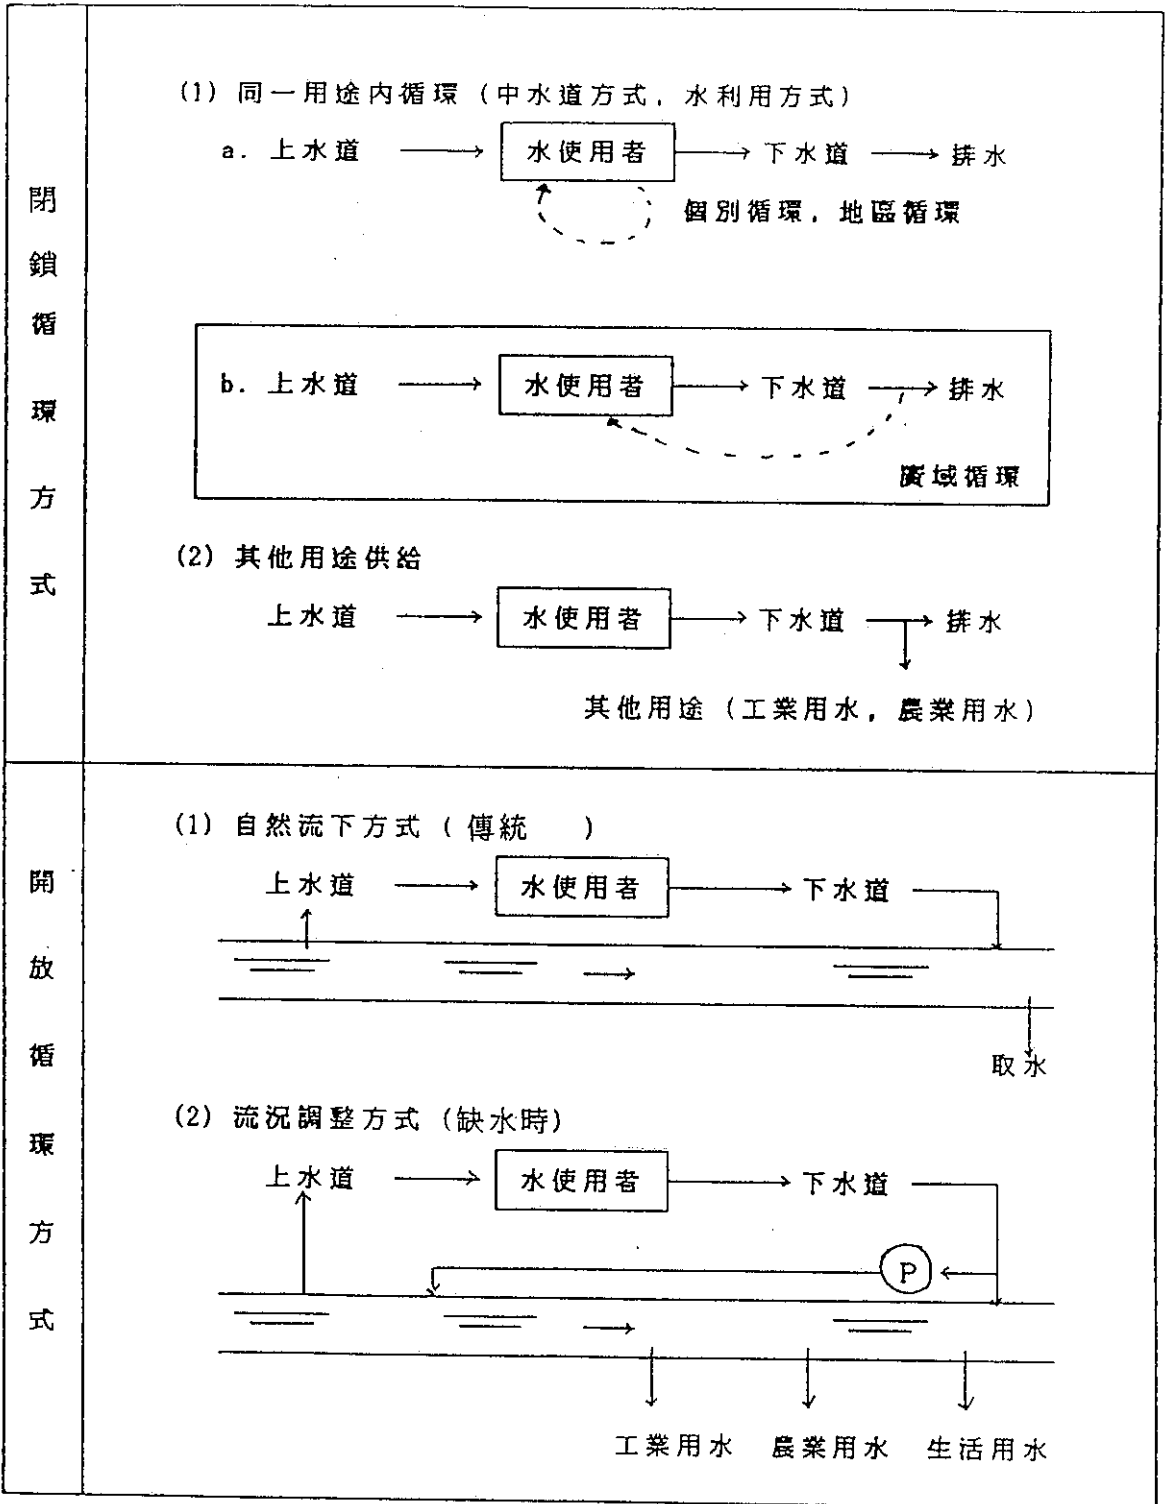 閉鎖循環方式
(1) 同一用途内循環 (中水道方式, 水利用方式)
a. 上水道 水使用者 下水道 排水
個別循環, 地區循環
b. 上水道 水使用者 下水道 排水
廣域循環
(2) 其他用途供給
上水道 水使用者 下水道 排水
其他用途 (工業用水, 農業用水)
開放循環方式
(1) 自然流下方式 ( 傳統 )
上水道 水使用者 下水道
取水
(2) 流況調整方式 (缺水時)
上水道 水使用者 下水道
P
工業用水 農業用水 生活用水